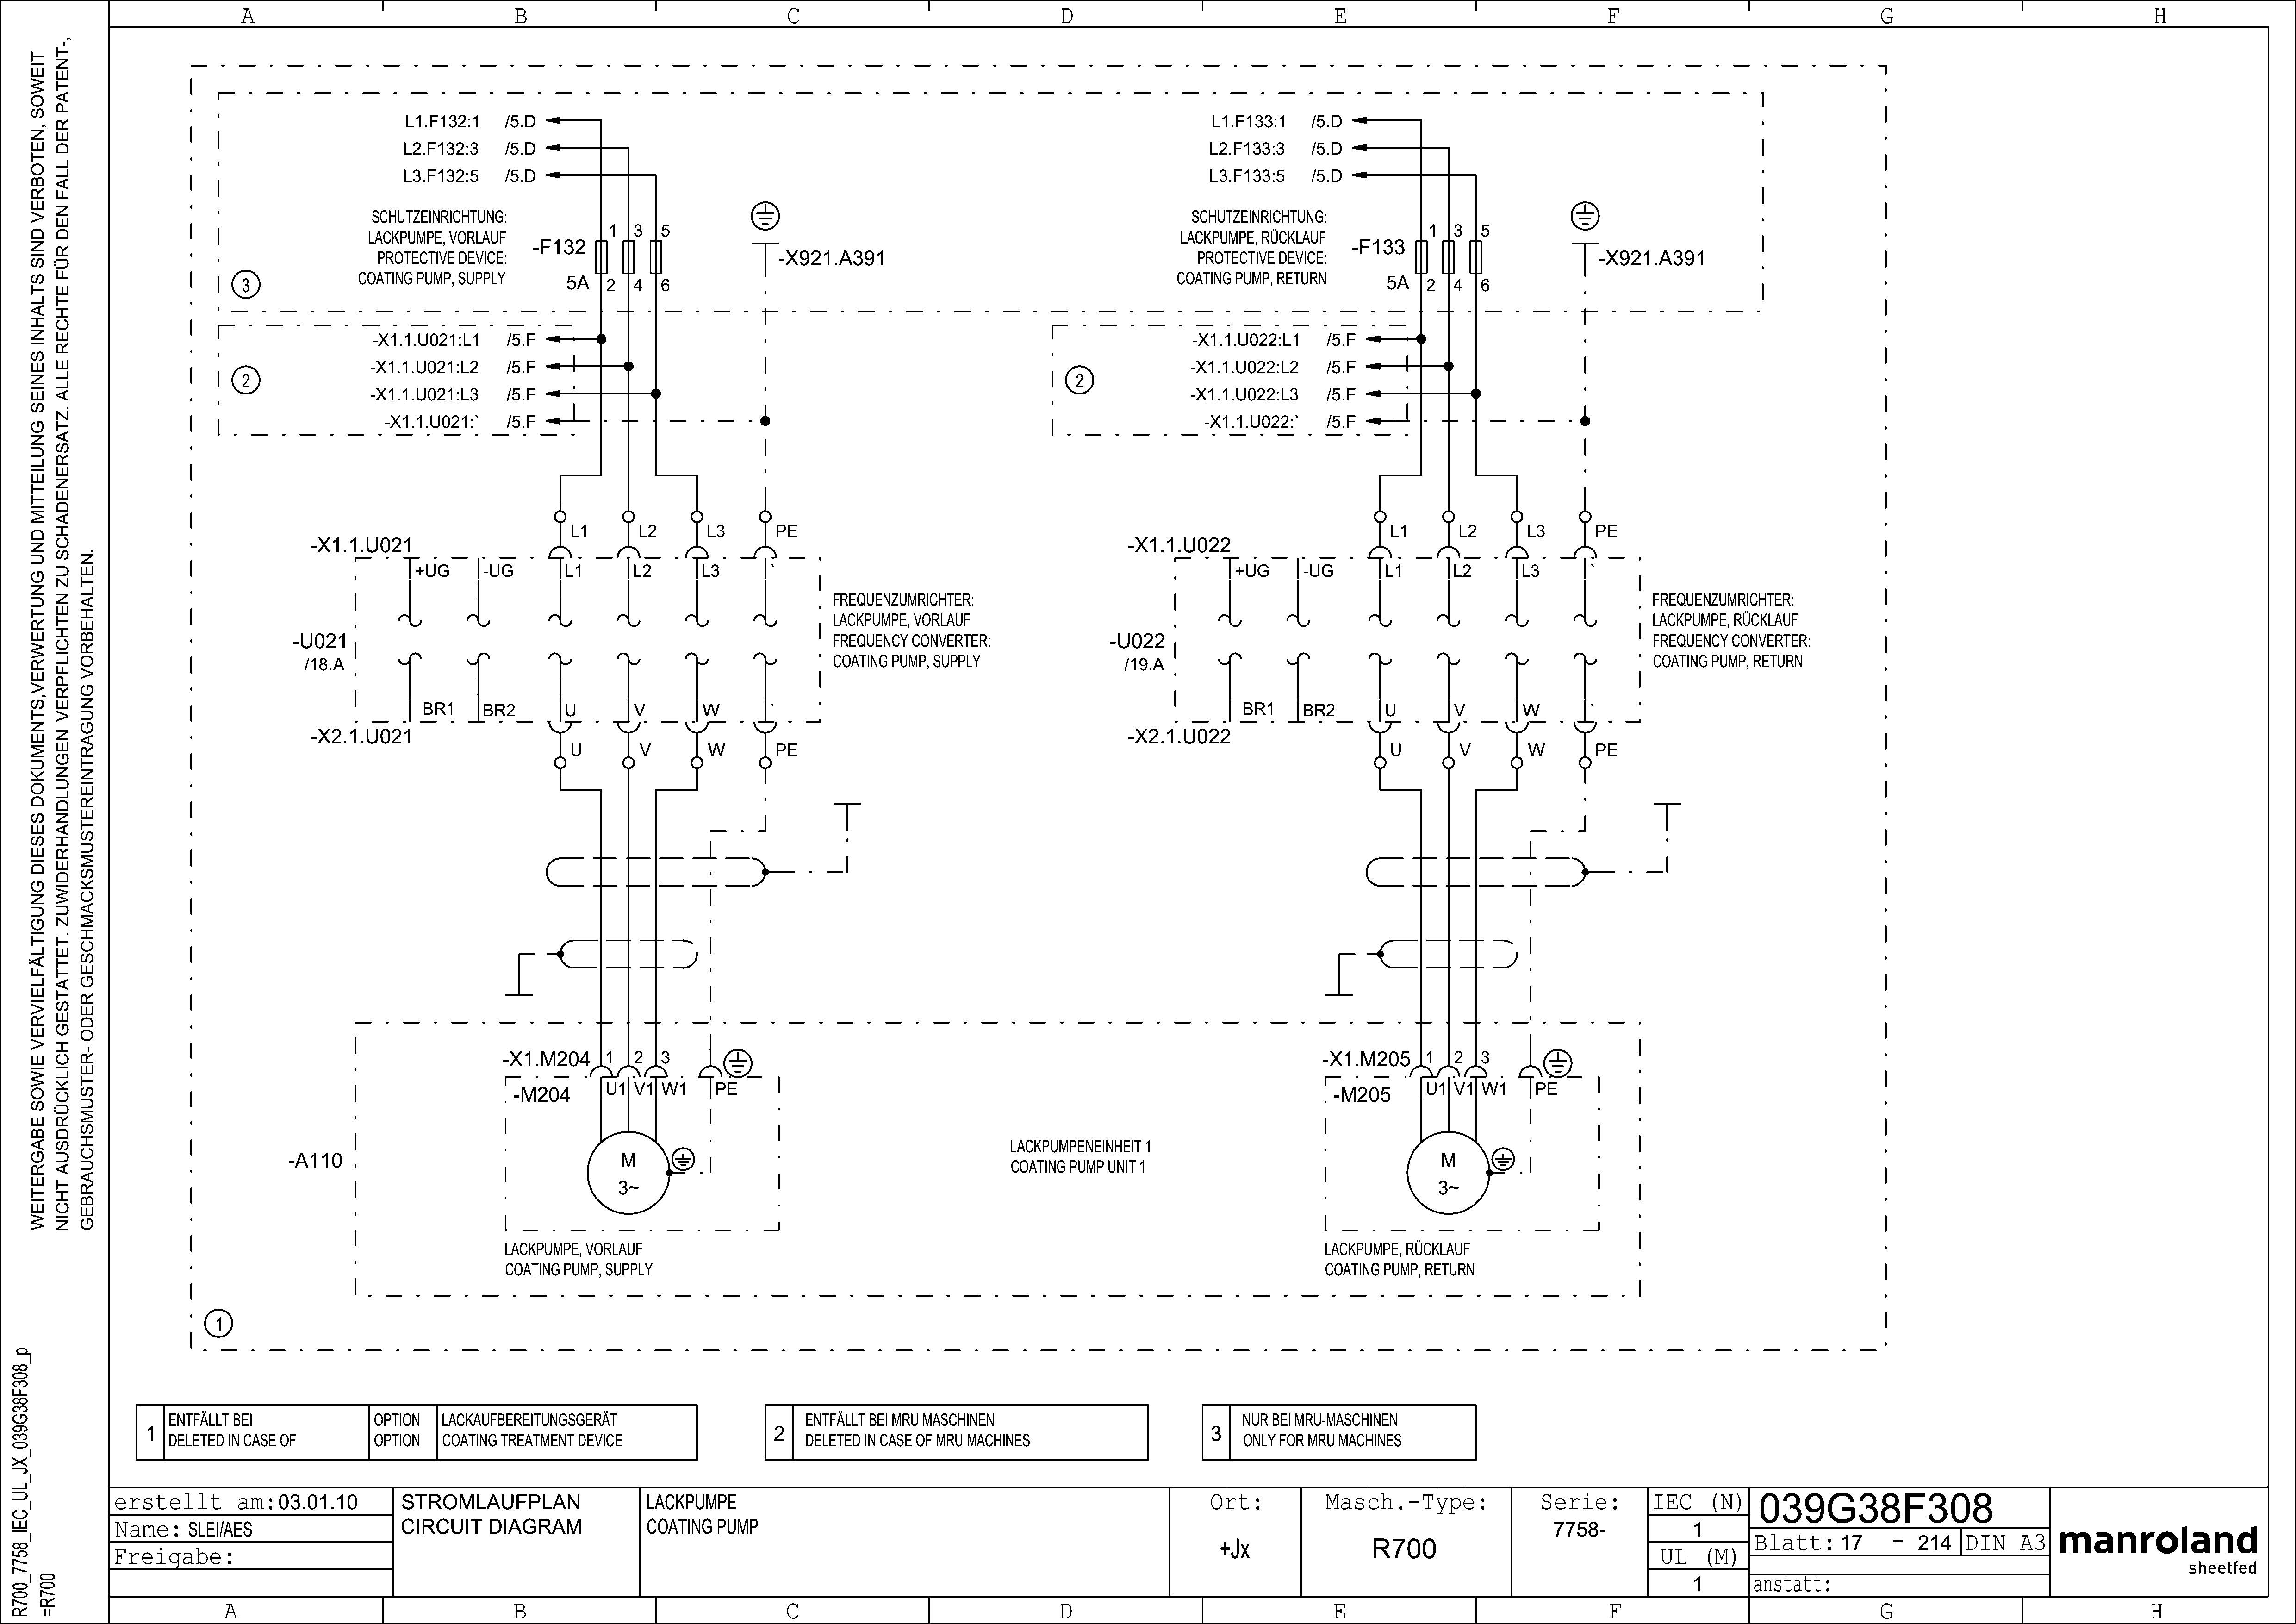 A B C D E F G H
WEITERGABE SOWIE VERVIELFÄLTIGUNG DIESES DOKUMENTS,VERWERTUNG UND MITTEILUNG SEINES INHALTS SIND VERBOTEN, SOWEIT
NICHT AUSDRÜCKLICH GESTATTET. ZUWIDERHANDLUNGEN VERPFLICHTEN ZU SCHADENERSATZ. ALLE RECHTE FÜR DEN FALL DER PATENT-,
GEBRAUCHSMUSTER- ODER GESCHMACKSMUSTEREINTRAGUNG VORBEHALTEN.
R700_7758_IEC_UL_JX_039G38F308_p
=R700
L1.F132:1 /5.D
L2.F132:3 /5.D
L3.F132:5 /5.D
SCHUTZEINRICHTUNG:
LACKPUMPE, VORLAUF
PROTECTIVE DEVICE:
COATING PUMP, SUPPLY
-F132
5A
1 3 5
2 4 6
-X921.A391
3
L1.F133:1 /5.D
L2.F133:3 /5.D
L3.F133:5 /5.D
SCHUTZEINRICHTUNG:
LACKPUMPE, RÜCKLAUF
PROTECTIVE DEVICE:
COATING PUMP, RETURN
-F133
5A
1 3 5
2 4 6
-X921.A391
2
-X1.1.U021:L1 /5.F
-X1.1.U021:L2 /5.F
-X1.1.U021:L3 /5.F
-X1.1.U021:` /5.F
2
-X1.1.U022:L1 /5.F
-X1.1.U022:L2 /5.F
-X1.1.U022:L3 /5.F
-X1.1.U022:` /5.F
L1 L2 L3 PE
-X1.1.U021
+UG -UG L1 L2 L3 `
-U021
/18.A
FREQUENZUMRICHTER:
LACKPUMPE, VORLAUF
FREQUENCY CONVERTER:
COATING PUMP, SUPPLY
BR1 BR2 U V W `
-X2.1.U021
U V W PE
L1 L2 L3 PE
-X1.1.U022
+UG -UG L1 L2 L3 `
-U022
/19.A
FREQUENZUMRICHTER:
LACKPUMPE, RÜCKLAUF
FREQUENCY CONVERTER:
COATING PUMP, RETURN
BR1 BR2 U V W `
-X2.1.U022
U V W PE
-X1.M204 1 2 3
-M204 U1 V1 W1 PE
M
3~
LACKPUMPE, VORLAUF
COATING PUMP, SUPPLY
-A110
LACKPUMPENEINHEIT 1
COATING PUMP UNIT 1
-X1.M205 1 2 3
-M205 U1 V1 W1 PE
M
3~
LACKPUMPE, RÜCKLAUF
COATING PUMP, RETURN
1
1 ENTFÄLLT BEI OPTION LACKAUFBEREITUNGSGERÄT
DELETED IN CASE OF OPTION COATING TREATMENT DEVICE
2 ENTFÄLLT BEI MRU MASCHINEN
DELETED IN CASE OF MRU MACHINES
3 NUR BEI MRU-MASCHINEN
ONLY FOR MRU MACHINES
erstellt am: 03.01.10
Name: SLEI/AES
Freigabe:
STROMLAUFPLAN
CIRCUIT DIAGRAM
LACKPUMPE
COATING PUMP
Ort:
+Jx
Masch.-Type:
R700
Serie:
7758-
IEC (N)
1
UL (M)
1
039G38F308
Blatt: 17 - 214 DIN A3
anstatt:
manroland
sheetfed
A B C D E F G H